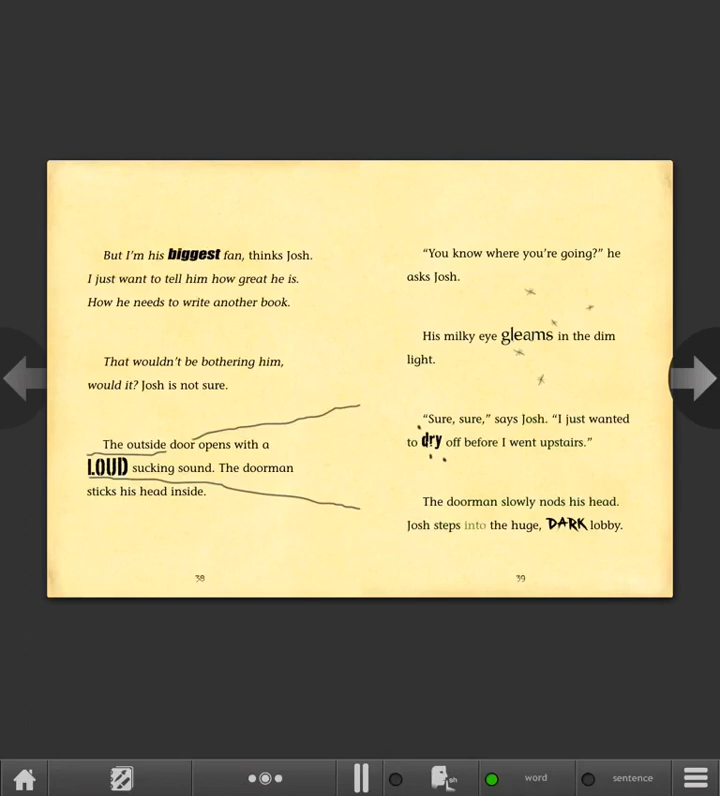 But I'm his biggest fan, thinks Josh.
I just want to tell him how great he is.
How he needs to write another book.
That wouldn't be bothering him,
would it? Josh is not sure.
The outside door opens with a
LOUD sucking sound. The doorman
sticks his head inside.
38
“You know where you're going?” he
asks Josh.
His milky eye gleams in the dim
light.
“Sure, sure,” says Josh. “I just wanted
to dry off before I went upstairs.”
The doorman slowly nods his head.
Josh steps into the huge, DARK lobby.
39
sh
word
sentence